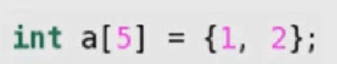 int a[5] = {1, 2};